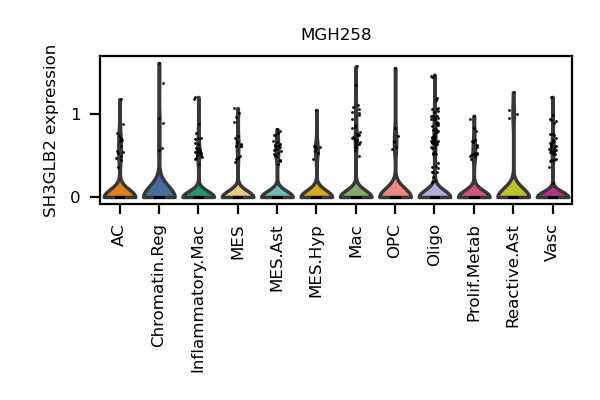 MGH258
SH3GLB2 expression
1
0
AC
Chromatin.Reg
Inflammatory.Mac
MES
MES.Ast
MES.Hyp
Mac
OPC
Oligo
Prolif.Metab
Reactive.Ast
Vasc